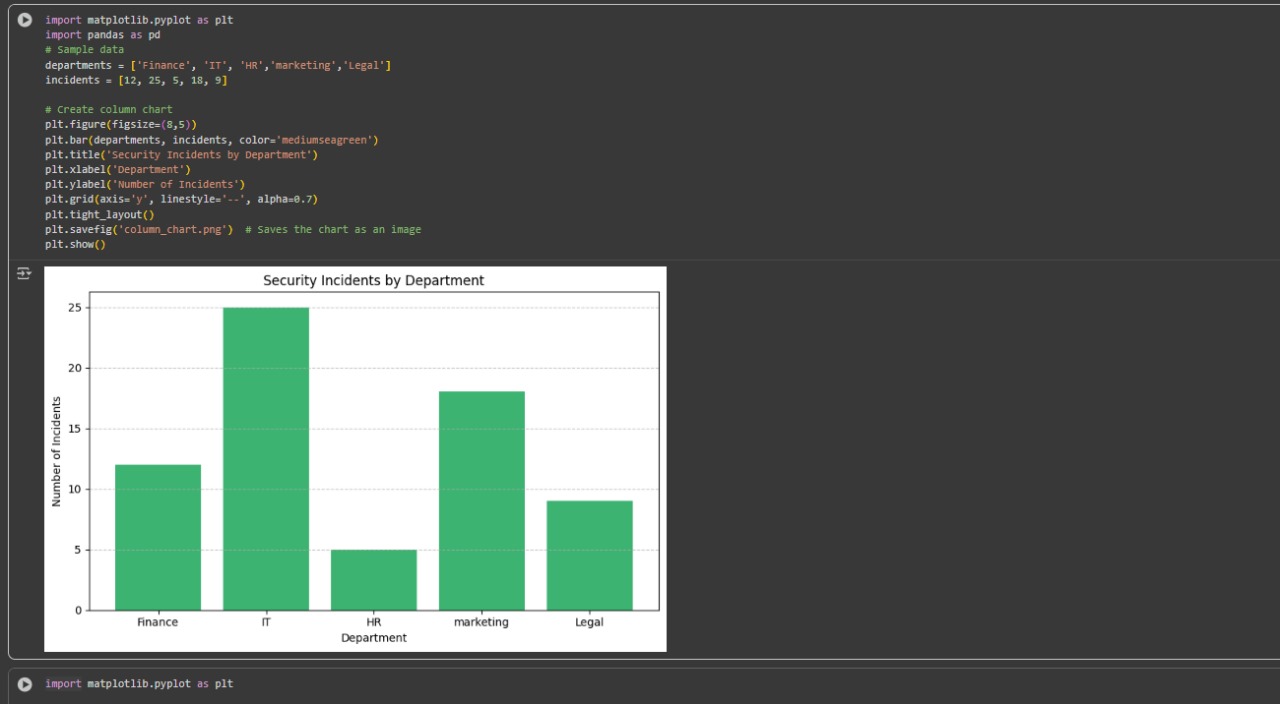 import matplotlib.pyplot as plt
import pandas as pd
# Sample data
departments = ['Finance', 'IT', 'HR','marketing','Legal']
incidents = [12, 25, 5, 18, 9]
# Create column chart
plt.figure(figsize=(8,5))
plt.bar(departments, incidents, color='mediumseagreen')
plt.title('Security Incidents by Department')
plt.xlabel('Department')
plt.ylabel('Number of Incidents')
plt.grid(axis='y', linestyle='--', alpha=0.7)
plt.tight_layout()
plt.savefig('column_chart.png')  # Saves the chart as an image
plt.show()
Security Incidents by Department
Number of Incidents
25
20
15
10
5
0
Finance IT HR marketing Legal
Department
import matplotlib.pyplot as plt